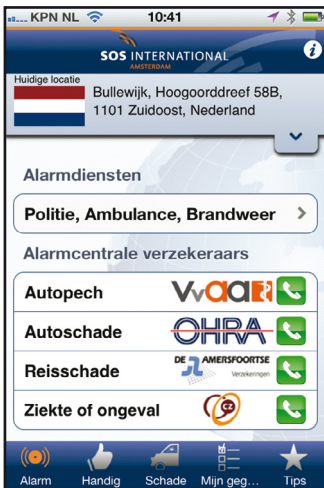 KPN NL 10:41
SOS INTERNATIONAL
AMSTERDAM
Huidige locatie
Bullewijk, Hoogoorddreef 58B,
1101 Zuidoost, Nederland
Alarmdiensten
Politie, Ambulance, Brandweer
Alarmcentrale verzekeraars
Autopech VvAA
Autoschade OHRA
Reisschade DE AMERSFOORTSE
Verzekeringen
Ziekte of ongeval CZ
Alarm Handig Schade Mijn geg... Tips